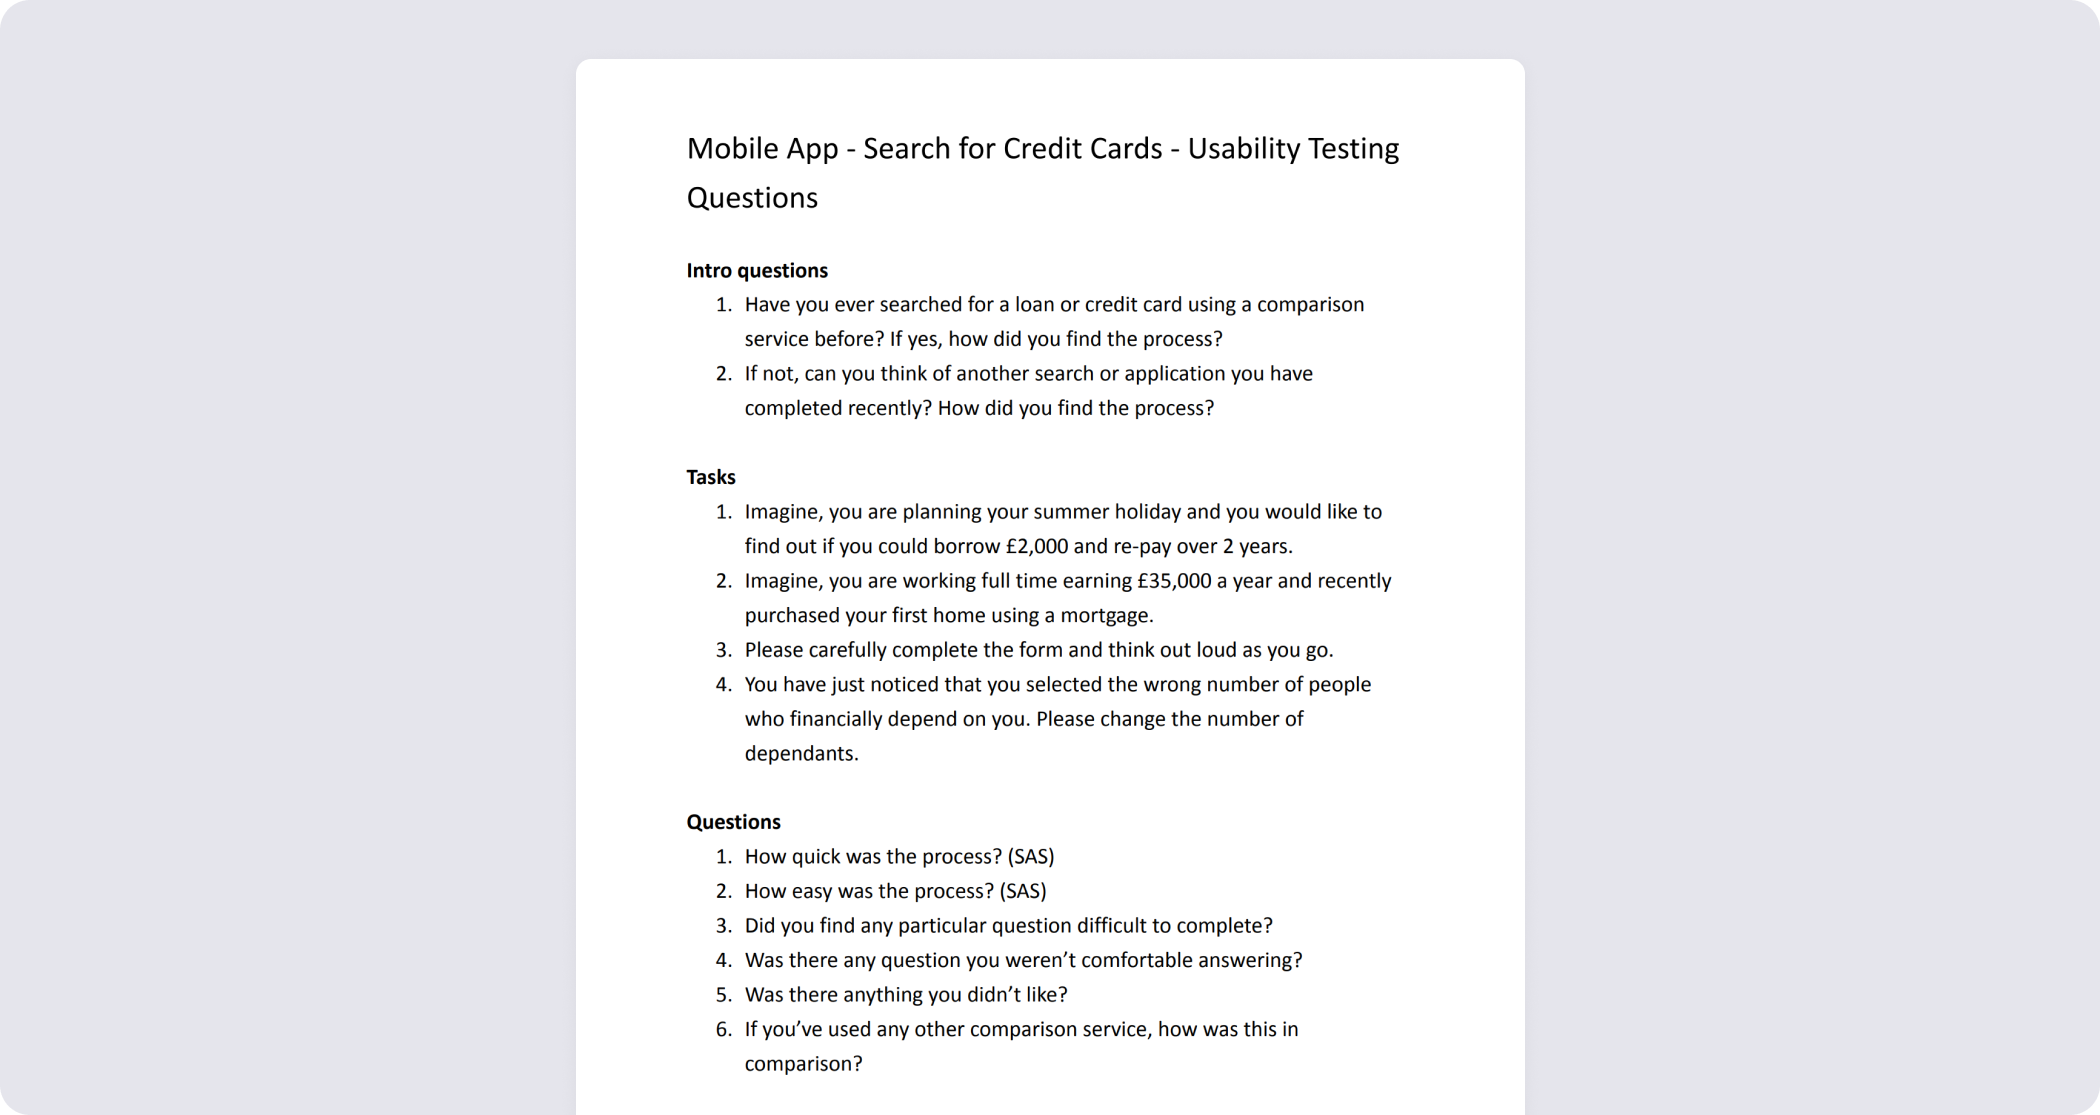 Mobile App - Search for Credit Cards - Usability Testing
Questions
Intro questions
1. Have you ever searched for a loan or credit card using a comparison
service before? If yes, how did you find the process?
2. If not, can you think of another search or application you have
completed recently? How did you find the process?
Tasks
1. Imagine, you are planning your summer holiday and you would like to
find out if you could borrow £2,000 and re-pay over 2 years.
2. Imagine, you are working full time earning £35,000 a year and recently
purchased your first home using a mortgage.
3. Please carefully complete the form and think out loud as you go.
4. You have just noticed that you selected the wrong number of people
who financially depend on you. Please change the number of
dependants.
Questions
1. How quick was the process? (SAS)
2. How easy was the process? (SAS)
3. Did you find any particular question difficult to complete?
4. Was there any question you weren’t comfortable answering?
5. Was there anything you didn’t like?
6. If you’ve used any other comparison service, how was this in
comparison?